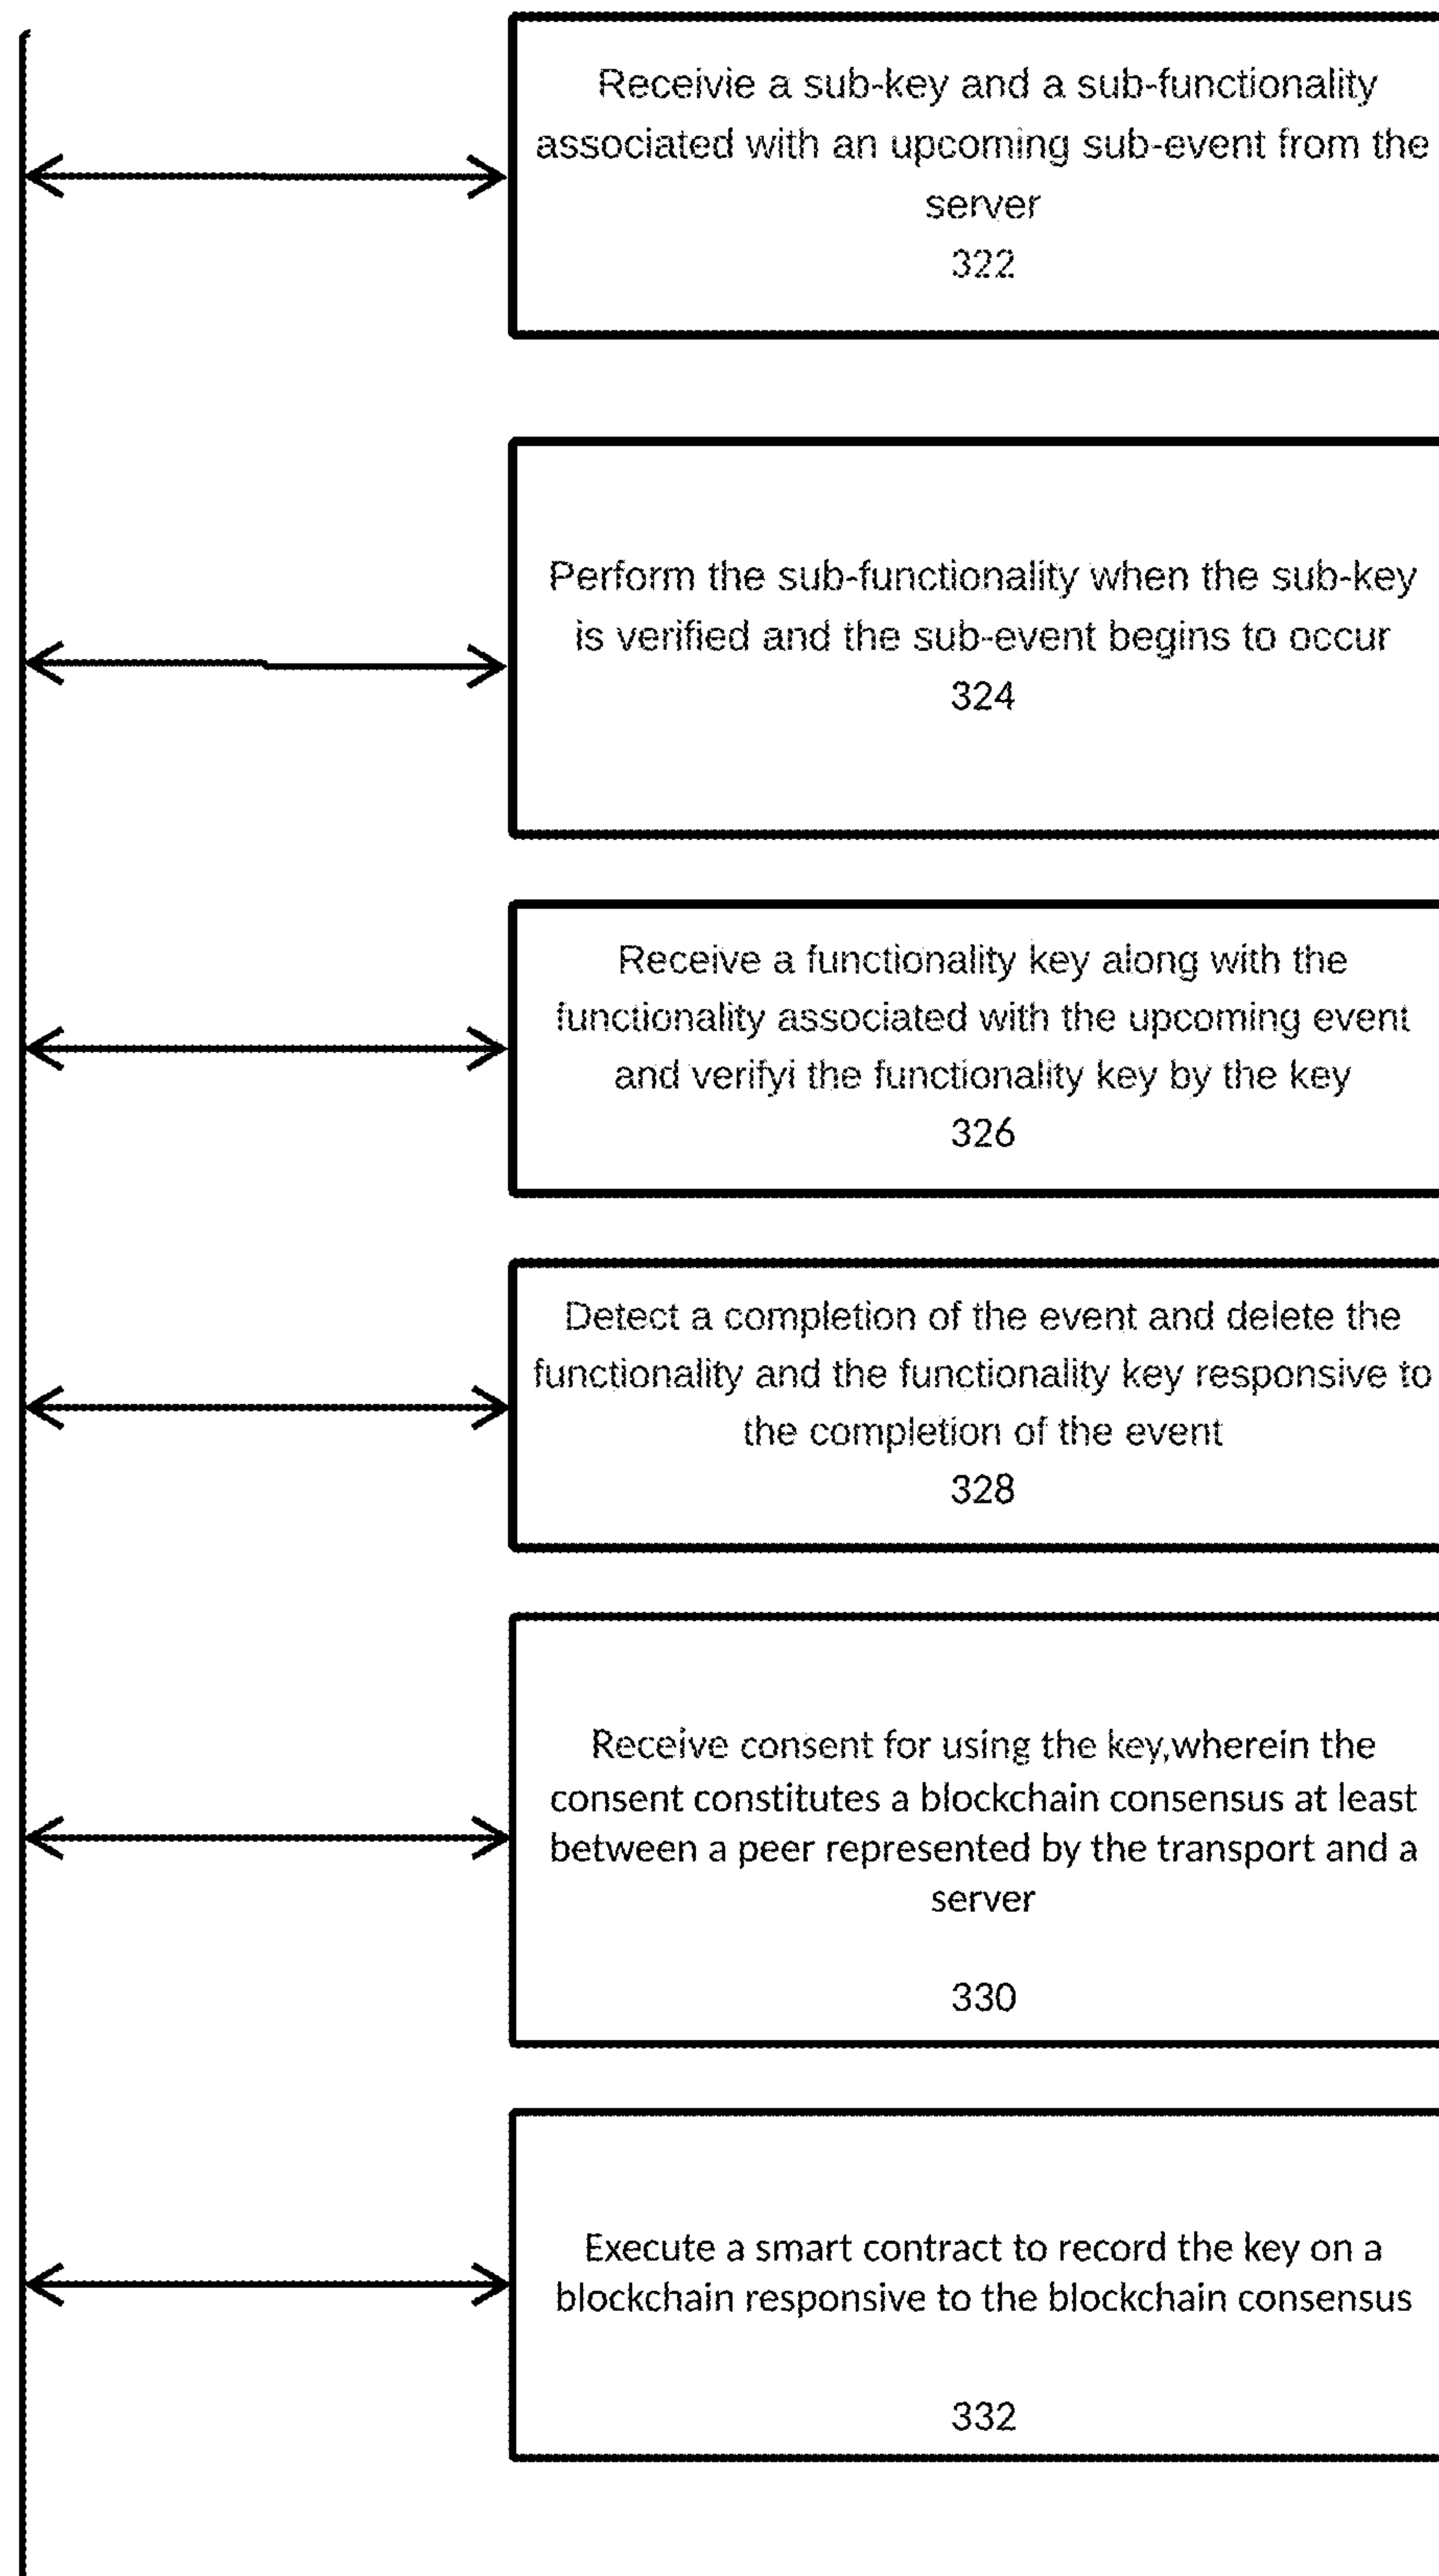 Receivie a sub-key and a sub-functionality
associated with an upcoming sub-event from the
server
322
Perform the sub-functionality when the sub-key
is verified and the sub-event begins to occur
324
Receive a functionality key along with the
functionality associated with the upcoming event
and verifyi the functionality key by the key
326
Detect a completion of the event and delete the
functionality and the functionality key responsive to
the completion of the event
328
Receive consent for using the key,wherein the
consent constitutes a blockchain consensus at least
between a peer represented by the transport and a
server
330
Execute a smart contract to record the key on a
blockchain responsive to the blockchain consensus
332